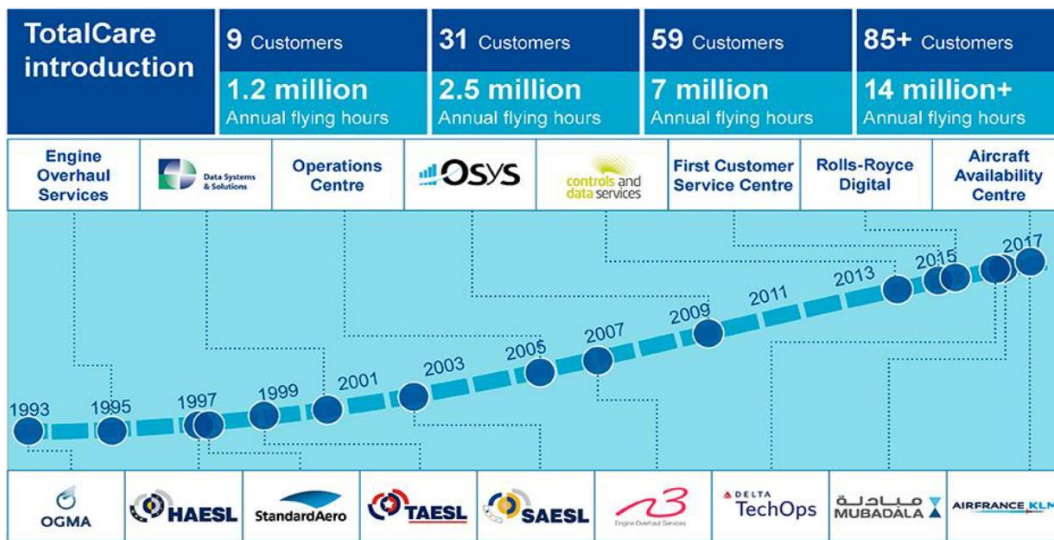 TotalCare
introduction
9 Customers
1.2 million
Annual flying hours
31 Customers
2.5 million
Annual flying hours
59 Customers
7 million
Annual flying hours
85+ Customers
14 million+
Annual flying hours
Engine
Overhaul
Services
Data Systems
& Solutions
Operations
Centre
Osys
controls and
data services
First Customer
Service Centre
Rolls-Royce
Digital
Aircraft
Availability
Centre
1993
1995
1997
1999
2001
2003
2005
2007
2009
2011
2013
2015
2017
OGMA
HAESL
StandardAero
TAESL
SAESL
n3
Engine Overhaul Services
DELTA
TechOps
مبادلة
MUBADALA
AIRFRANCE KLM